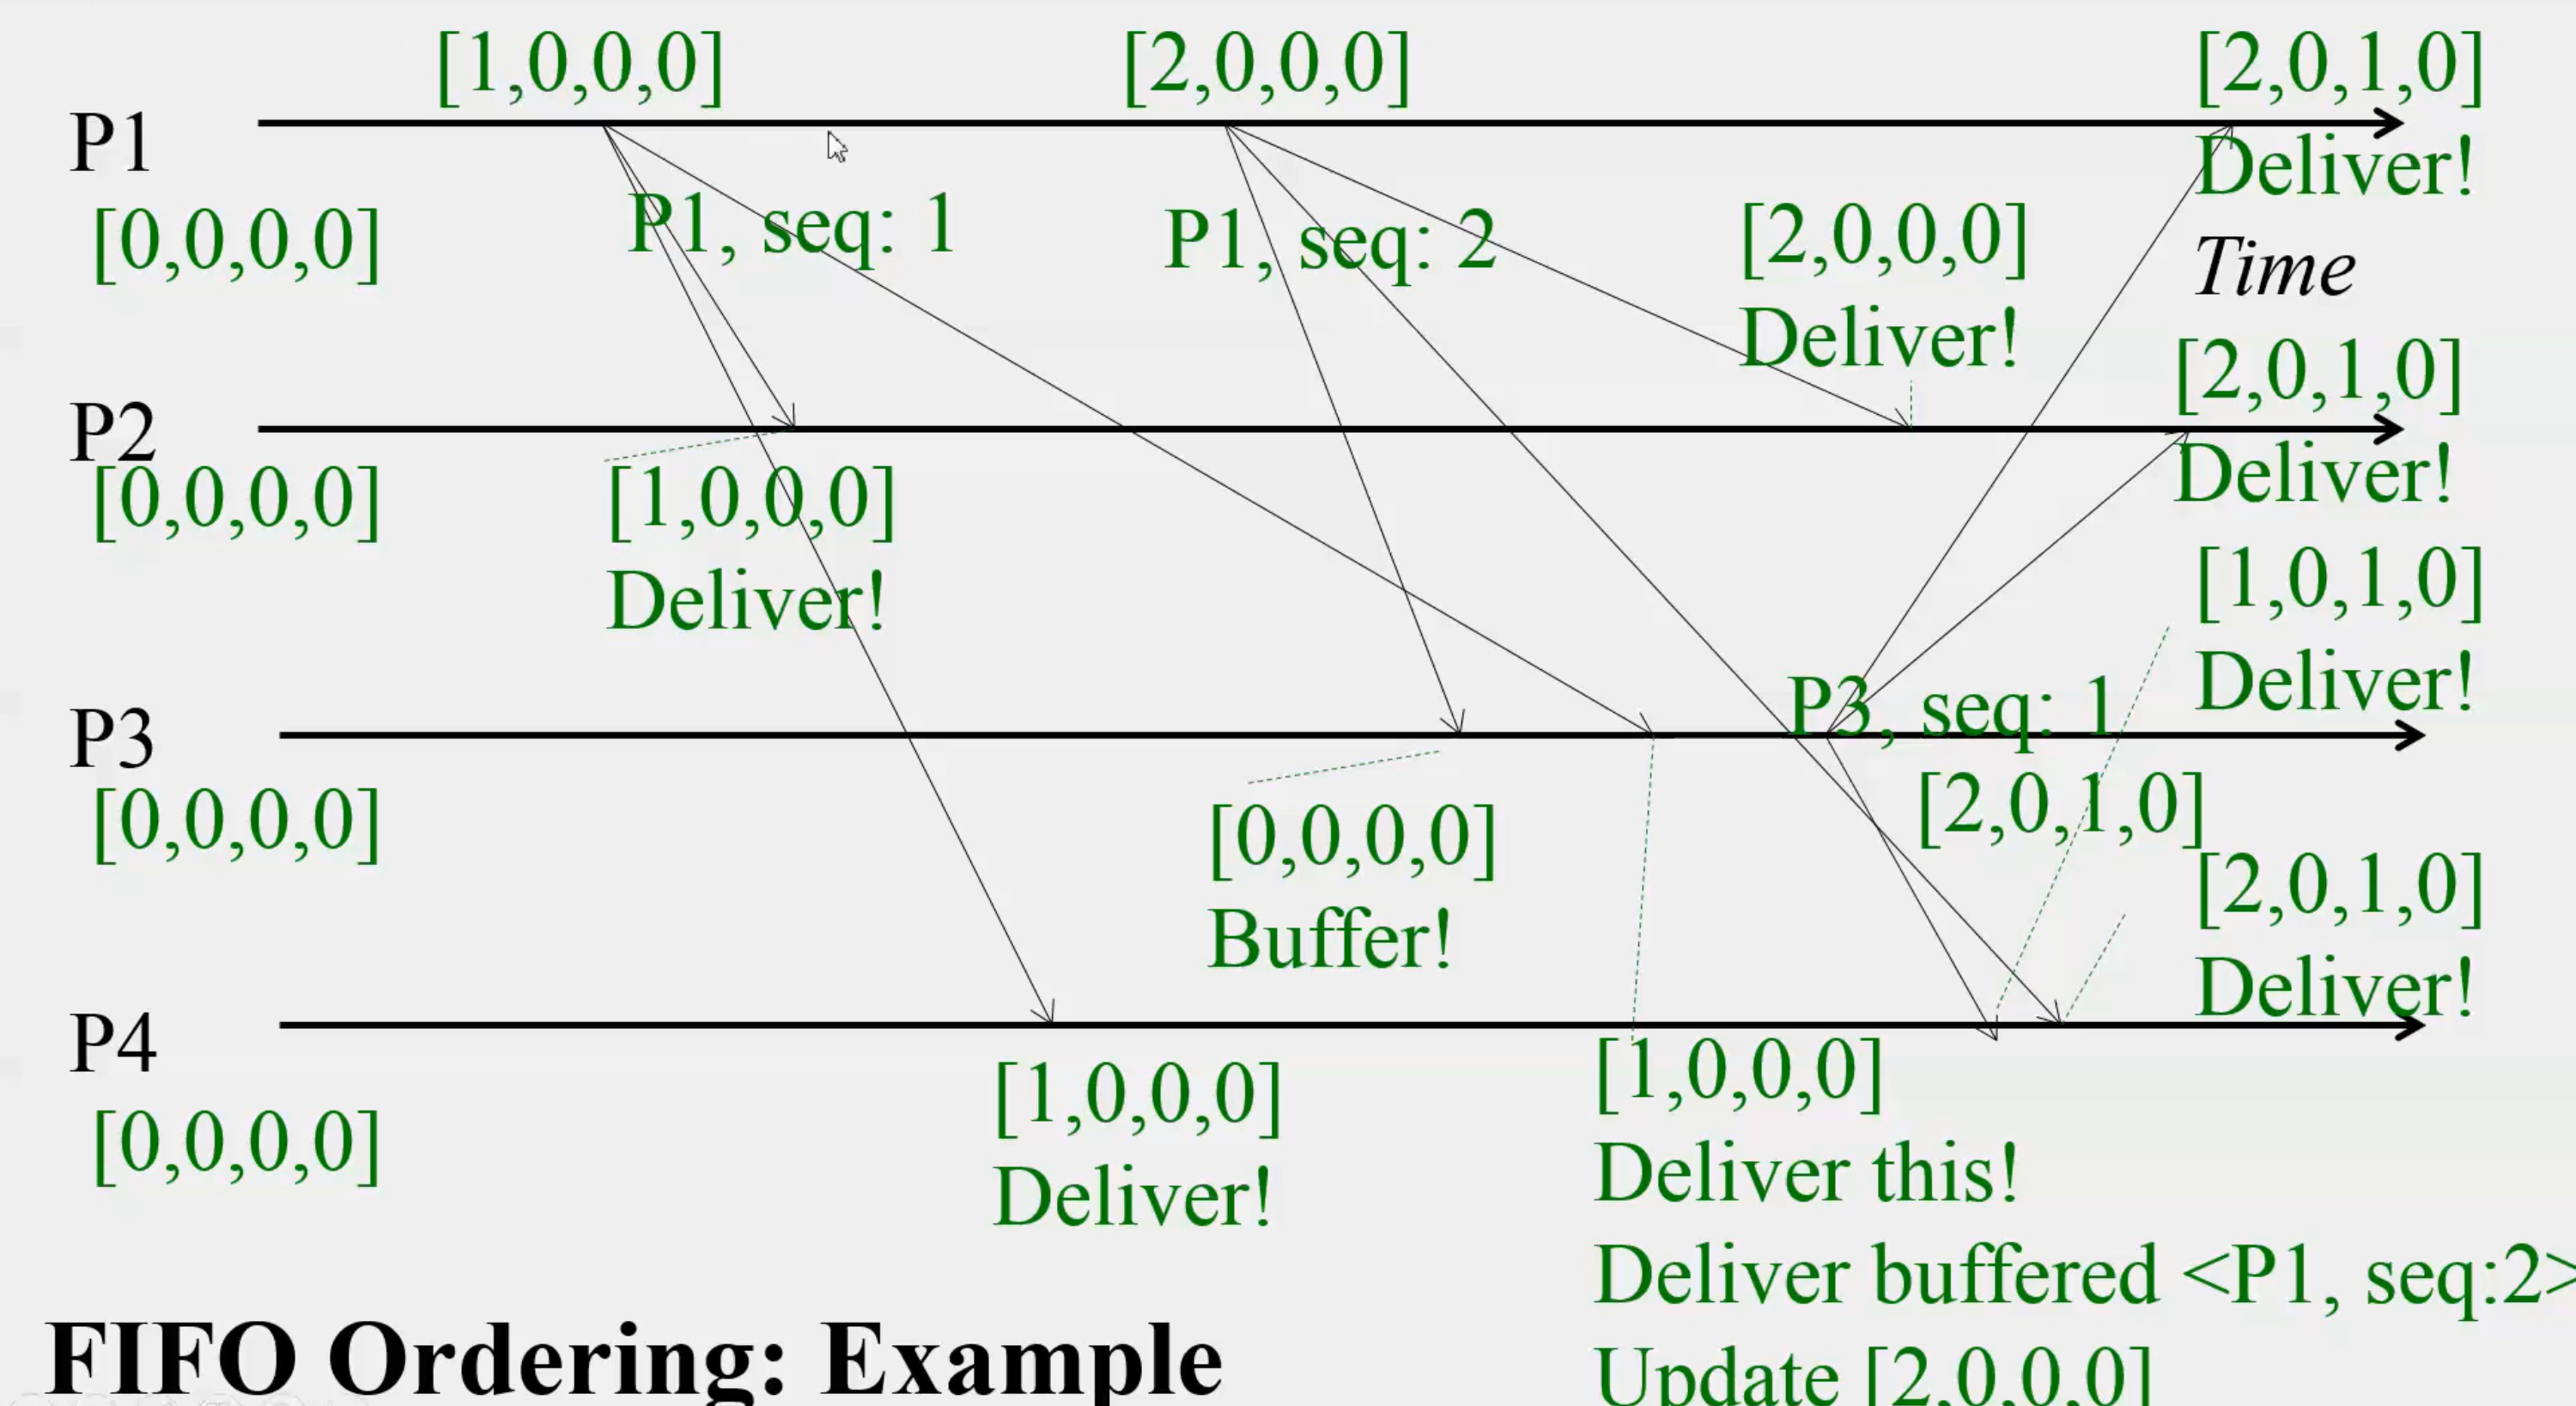 [1,0,0,0]
[2,0,0,0]
[2,0,1,0]
P1
Deliver!
P1, seq: 1
P1, seq: 2
[2,0,0,0]
Deliver!
[0,0,0,0]
Time
[2,0,1,0]
P2
Deliver!
[0,0,0,0]
[1,0,0,0]
Deliver!
[1,0,1,0]
Deliver!
P3
P3, seq: 1
[0,0,0,0]
[0,0,0,0]
Buffer!
[2,0,1,0]
[2,0,1,0]
Deliver!
P4
[0,0,0,0]
[1,0,0,0]
Deliver!
[1,0,0,0]
Deliver this!
Deliver buffered <P1, seq:2>
Update [2,0,0,0]
FIFO Ordering: Example